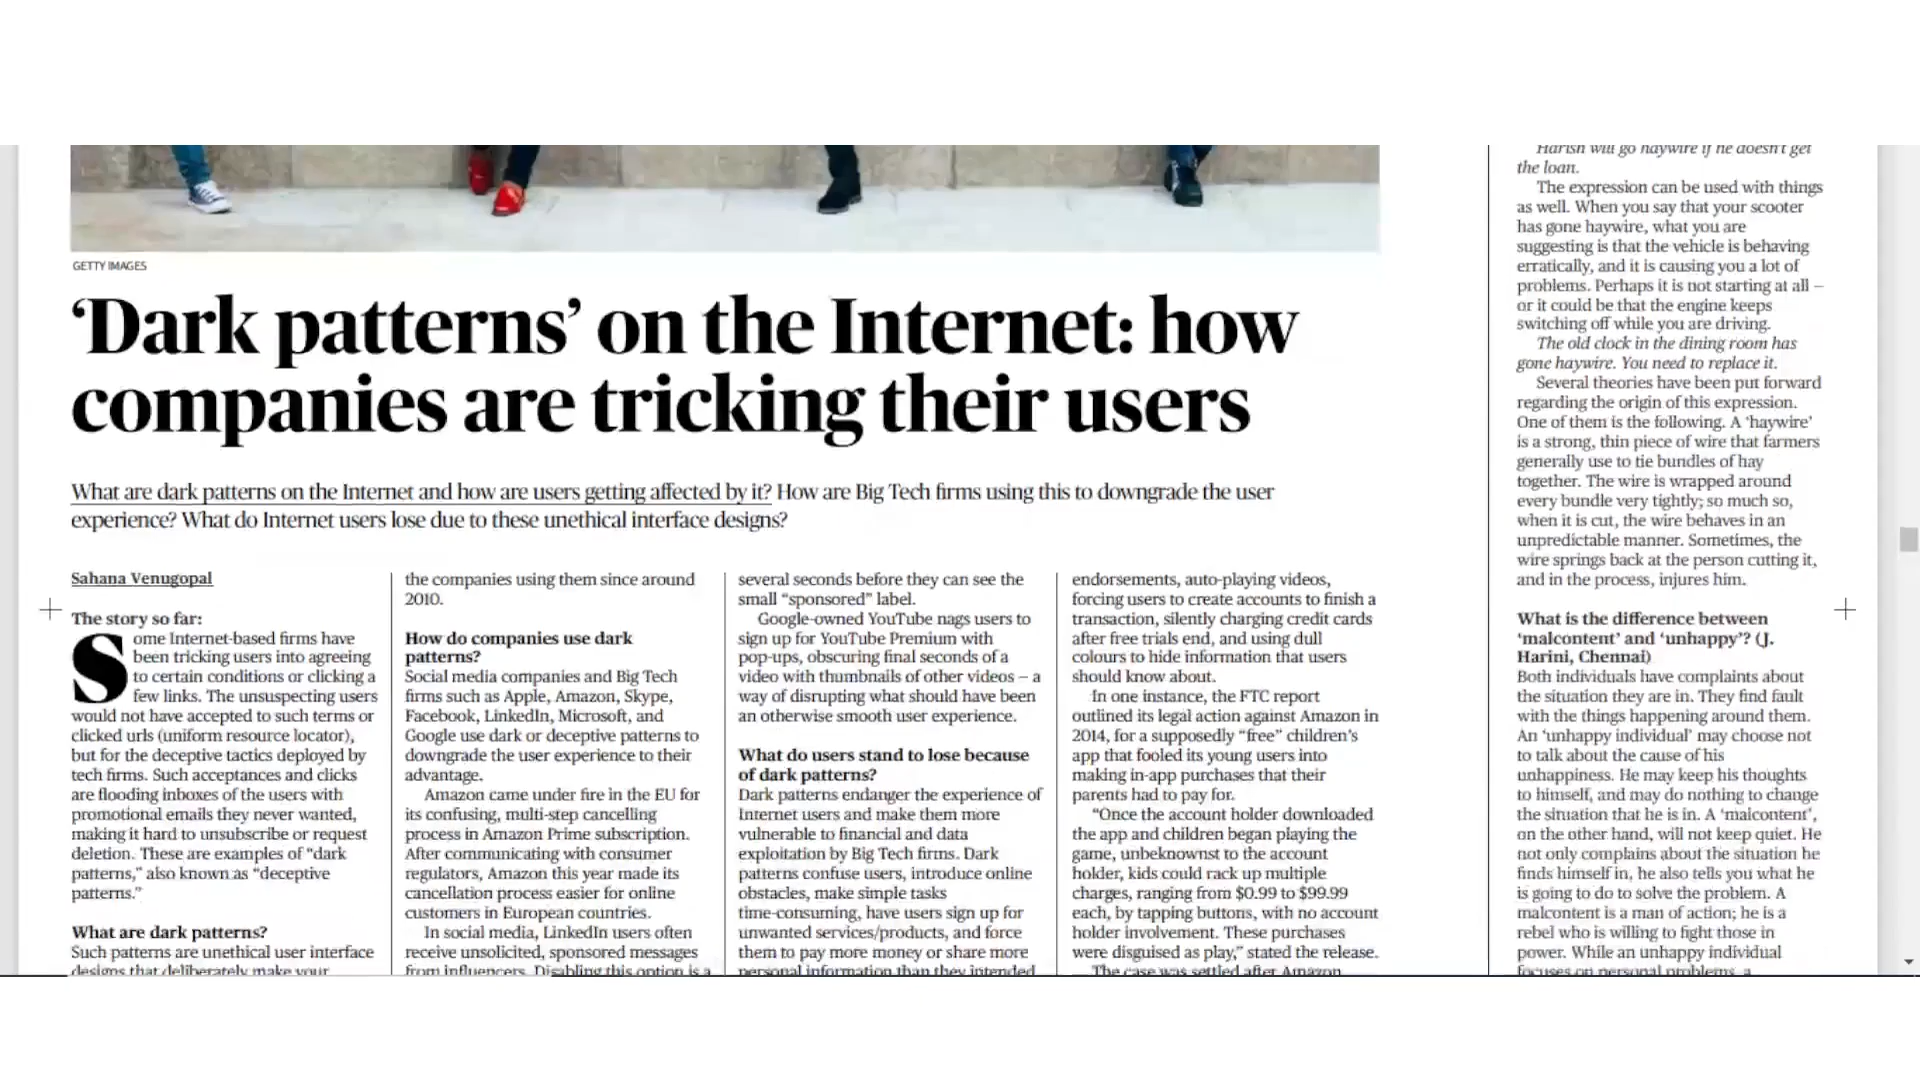 GETTY IMAGES
‘Dark patterns’ on the Internet: how
companies are tricking their users
What are dark patterns on the Internet and how are users getting affected by it? How are Big Tech firms using this to downgrade the user
experience? What do Internet users lose due to these unethical interface designs?
Sahana Venugopal
The story so far:
Some Internet-based firms have
been tricking users into agreeing
to certain conditions or clicking a
few links. The unsuspecting users
would not have accepted to such terms or
clicked urls (uniform resource locator),
but for the deceptive tactics deployed by
tech firms. Such acceptances and clicks
are flooding inboxes of the users with
promotional emails they never wanted,
making it hard to unsubscribe or request
deletion. These are examples of “dark
patterns,” also known as “deceptive
patterns.”
What are dark patterns?
Such patterns are unethical user interface
designs that deliberately make your
the companies using them since around
2010.
How do companies use dark
patterns?
Social media companies and Big Tech
firms such as Apple, Amazon, Skype,
Facebook, LinkedIn, Microsoft, and
Google use dark or deceptive patterns to
downgrade the user experience to their
advantage.
Amazon came under fire in the EU for
its confusing, multi-step cancelling
process in Amazon Prime subscription.
After communicating with consumer
regulators, Amazon this year made its
cancellation process easier for online
customers in European countries.
In social media, LinkedIn users often
receive unsolicited, sponsored messages
from influencers. Disabling this option is a
several seconds before they can see the
small “sponsored” label.
Google-owned YouTube nags users to
sign up for YouTube Premium with
pop-ups, obscuring final seconds of a
video with thumbnails of other videos – a
way of disrupting what should have been
an otherwise smooth user experience.
What do users stand to lose because
of dark patterns?
Dark patterns endanger the experience of
Internet users and make them more
vulnerable to financial and data
exploitation by Big Tech firms. Dark
patterns confuse users, introduce online
obstacles, make simple tasks
time-consuming, have users sign up for
unwanted services/products, and force
them to pay more money or share more
personal information than they intended
endorsements, auto-playing videos,
forcing users to create accounts to finish a
transaction, silently charging credit cards
after free trials end, and using dull
colours to hide information that users
should know about.
In one instance, the FTC report
outlined its legal action against Amazon in
2014, for a supposedly “free” children’s
app that fooled its young users into
making in-app purchases that their
parents had to pay for.
“Once the account holder downloaded
the app and children began playing the
game, unbeknownst to the account
holder, kids could rack up multiple
charges, ranging from $0.99 to $99.99
each, by tapping buttons, with no account
holder involvement. These purchases
were disguised as play,” stated the release.
The case was settled after Amazon
Harish will go haywire if he doesn’t get
the loan.
The expression can be used with things
as well. When you say that your scooter
has gone haywire, what you are
suggesting is that the vehicle is behaving
erratically, and it is causing you a lot of
problems. Perhaps it is not starting at all –
or it could be that the engine keeps
switching off while you are driving.
The old clock in the dining room has
gone haywire. You need to replace it.
Several theories have been put forward
regarding the origin of this expression.
One of them is the following. A ‘haywire’
is a strong, thin piece of wire that farmers
generally use to tie bundles of hay
together. The wire is wrapped around
every bundle very tightly; so much so,
when it is cut, the wire behaves in an
unpredictable manner. Sometimes, the
wire springs back at the person cutting it,
and in the process, injures him.
What is the difference between
‘malcontent’ and ‘unhappy’? (J.
Harini, Chennai)
Both individuals have complaints about
the situation they are in. They find fault
with the things happening around them.
An ‘unhappy individual’ may choose not
to talk about the cause of his
unhappiness. He may keep his thoughts
to himself, and may do nothing to change
the situation that he is in. A ‘malcontent’,
on the other hand, will not keep quiet. He
not only complains about the situation he
finds himself in, he also tells you what he
is going to do to solve the problem. A
malcontent is a man of action; he is a
rebel who is willing to fight those in
power. While an unhappy individual
focuses on personal problems, a